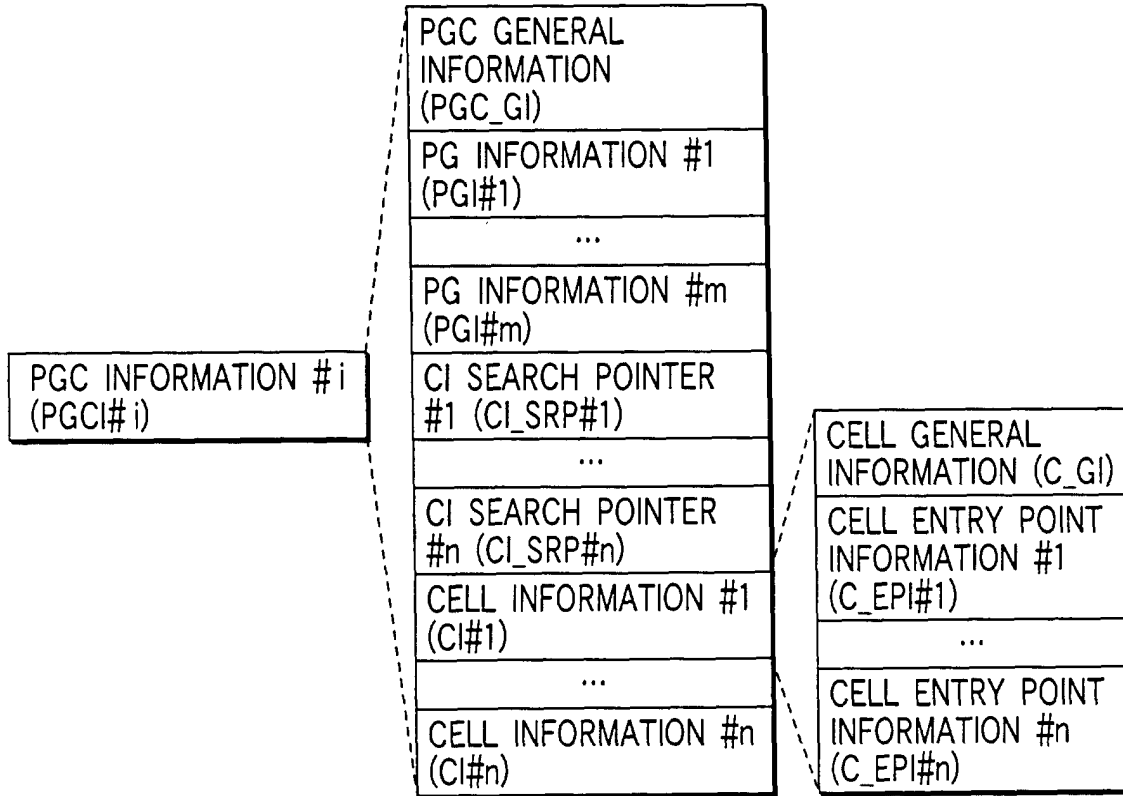 PGC INFORMATION #i
(PGCI#i)
PGC GENERAL
INFORMATION
(PGC_GI)
PG INFORMATION #1
(PGI#1)
...
PG INFORMATION #m
(PGI#m)
CI SEARCH POINTER
#1 (CI_SRP#1)
...
CI SEARCH POINTER
#n (CI_SRP#n)
CELL INFORMATION #1
(CI#1)
...
CELL INFORMATION #n
(CI#n)
CELL GENERAL
INFORMATION (C_GI)
CELL ENTRY POINT
INFORMATION #1
(C_EPI#1)
...
CELL ENTRY POINT
INFORMATION #n
(C_EPI#n)